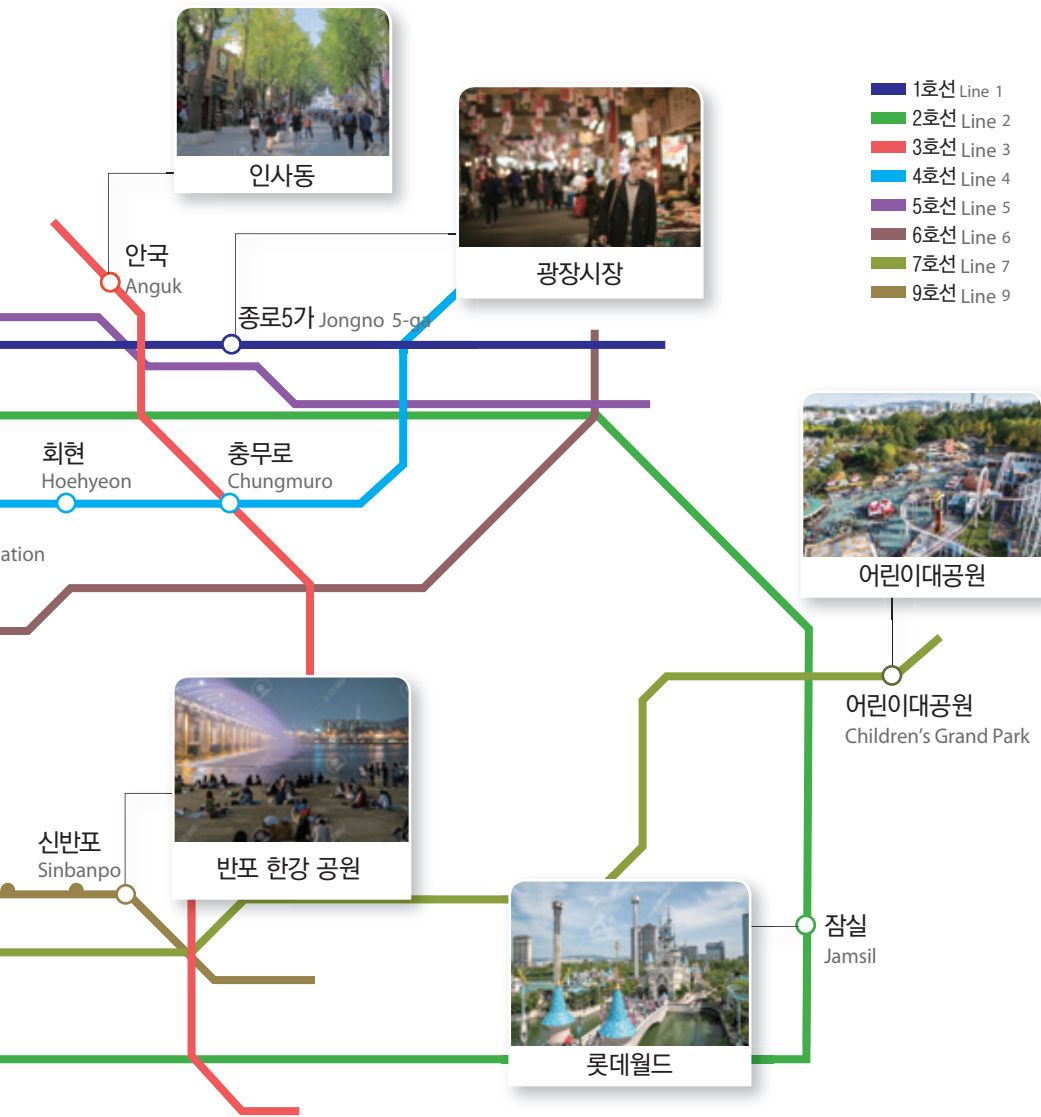 인사동
광장시장
1호선 Line 1
2호선 Line 2
3호선 Line 3
4호선 Line 4
5호선 Line 5
6호선 Line 6
7호선 Line 7
9호선 Line 9
안국
Anguk
종로5가 Jongno 5-ga
회현
Hoehyeon
충무로
Chungmuro
ation
어린이대공원
어린이대공원
Children's Grand Park
신반포
Sinbanpo
반포 한강 공원
잠실
Jamsil
롯데월드